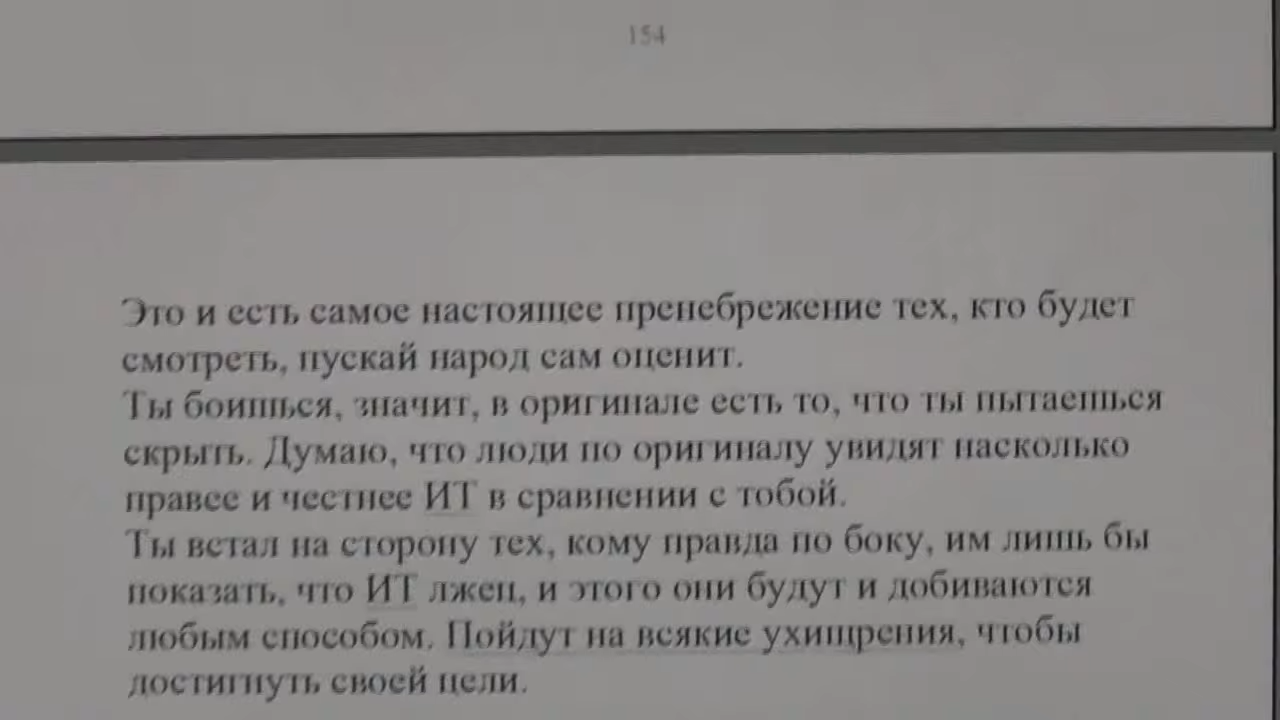 154
Это и есть самое настоящее пренебрежение тех, кто будет
смотреть, пускай народ сам оценит.
Ты боишься, значит, в оригинале есть то, что ты пытаешься
скрыть. Думаю, что люди по оригиналу увидят насколько
правее и честнее ИТ в сравнении с тобой.
Ты встал на сторону тех, кому правда по боку, им лишь бы
показать, что ИТ лжец, и этого они будут и добиваются
любым способом. Пойдут на всякие ухищрения, чтобы
достигнуть своей цели.